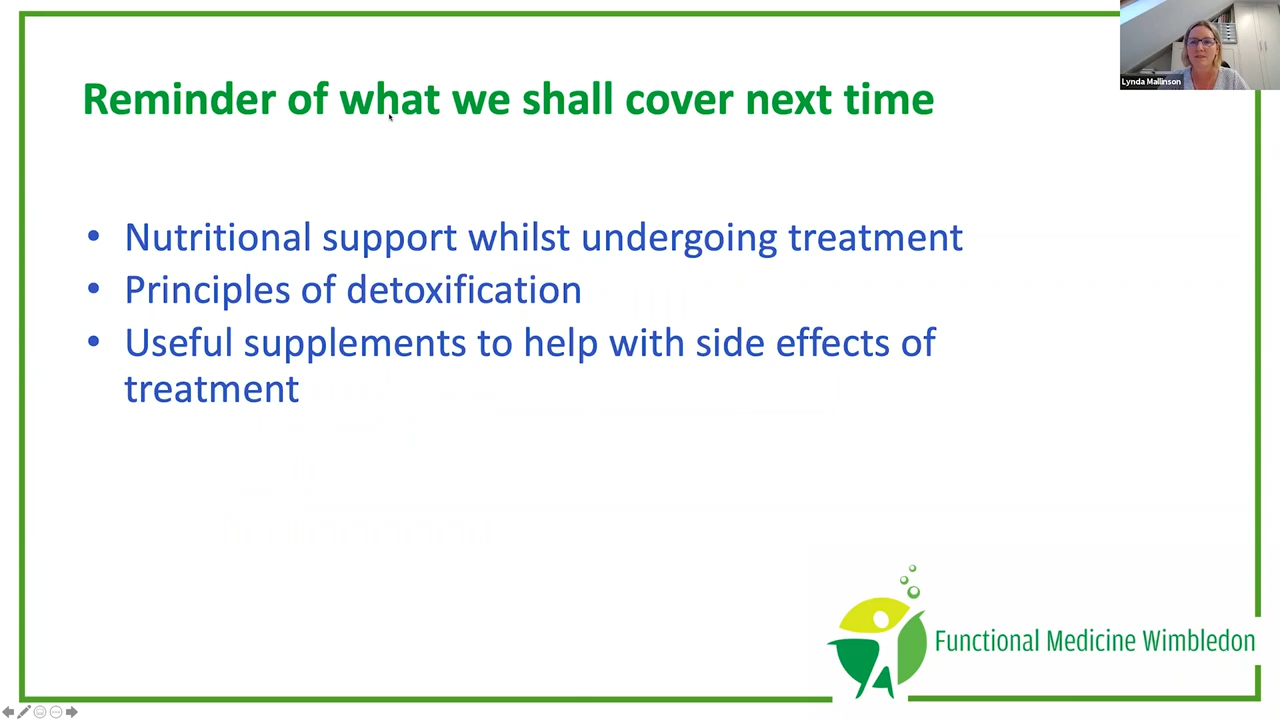 Lynda Mallinson
Reminder of what we shall cover next time
• Nutritional support whilst undergoing treatment
• Principles of detoxification
• Useful supplements to help with side effects of
treatment
Functional Medicine Wimbledon